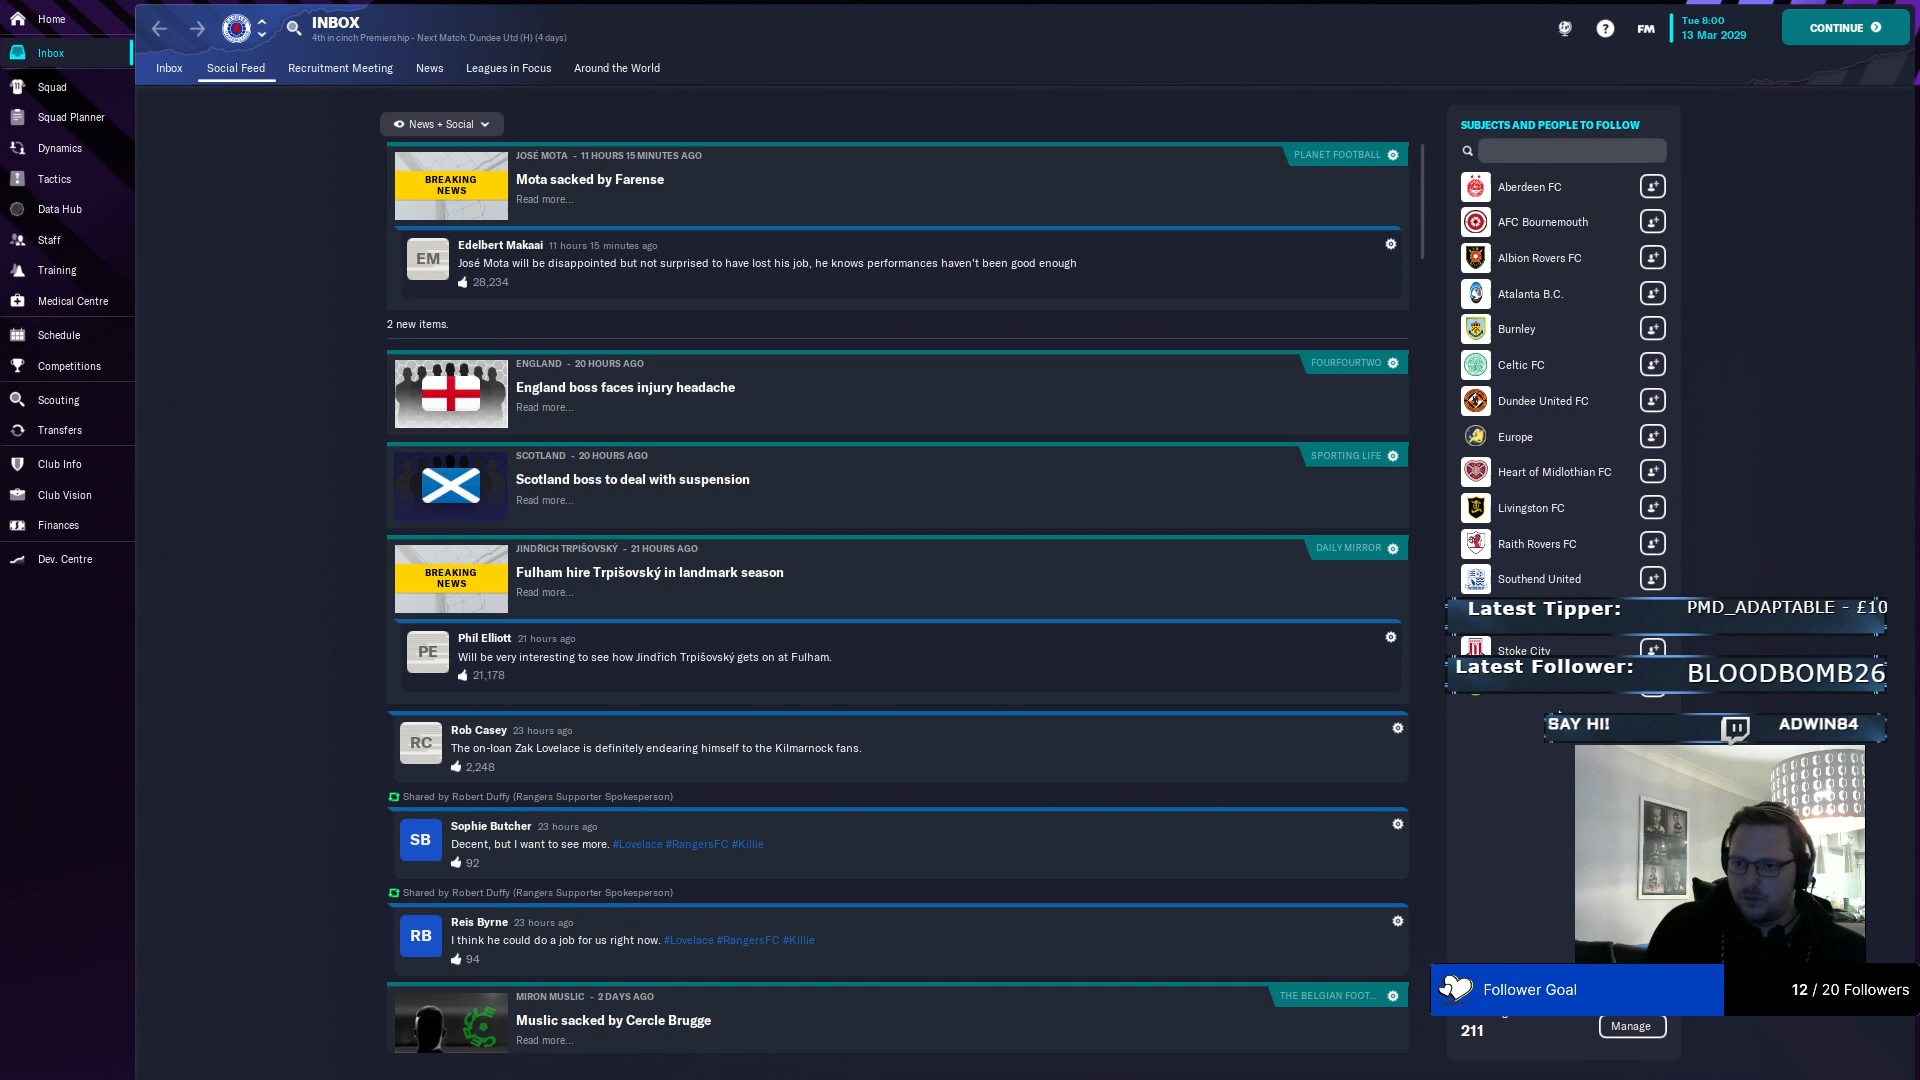 Home
Inbox
Squad
Squad Planner
Dynamics
Tactics
Data Hub
Staff
Training
Medical Centre
Schedule
Competitions
Scouting
Transfers
Club Info
Club Vision
Finances
Dev. Centre
INBOX
4th in cinch Premiership - Next Match: Dundee Utd (H) (4 days)
FM
Tue 8:00
13 Mar 2029
CONTINUE
Inbox
Social Feed
Recruitment Meeting
News
Leagues in Focus
Around the World
News + Social
BREAKING NEWS
JOSÉ MOTA - 11 HOURS 15 MINUTES AGO
PLANET FOOTBALL
Mota sacked by Farense
Read more...
EM
Edelbert Makaai 11 hours 15 minutes ago
José Mota will be disappointed but not surprised to have lost his job, he knows performances haven't been good enough
28,234
2 new items.
ENGLAND - 20 HOURS AGO
FOURFOURTWO
England boss faces injury headache
Read more...
SCOTLAND - 20 HOURS AGO
SPORTING LIFE
Scotland boss to deal with suspension
Read more...
BREAKING NEWS
JINDŘICH TRPIŠOVSKÝ - 21 HOURS AGO
DAILY MIRROR
Fulham hire Trpišovský in landmark season
Read more...
PE
Phil Elliott 21 hours ago
Will be very interesting to see how Jindřich Trpišovský gets on at Fulham.
21,178
RC
Rob Casey 23 hours ago
The on-loan Zak Lovelace is definitely endearing himself to the Kilmarnock fans.
2,248
Shared by Robert Duffy (Rangers Supporter Spokesperson)
SB
Sophie Butcher 23 hours ago
Decent, but I want to see more. #Lovelace #RangersFC #Killie
92
Shared by Robert Duffy (Rangers Supporter Spokesperson)
RB
Reis Byrne 23 hours ago
I think he could do a job for us right now. #Lovelace #RangersFC #Killie
94
MIRON MUSLIC - 2 DAYS AGO
THE BELGIAN FOOT...
Muslic sacked by Cercle Brugge
Read more...
SUBJECTS AND PEOPLE TO FOLLOW
Aberdeen FC
AFC Bournemouth
Albion Rovers FC
Atalanta B.C.
Burnley
Celtic FC
Dundee United FC
Europe
Heart of Midlothian FC
Livingston FC
Raith Rovers FC
Southend United
Latest Tipper: PMD_ADAPTABLE - £10
Stoke City
Latest Follower: BLOODBOMB26
SAY HI! ADWIN84
Follower Goal 12 / 20 Followers
211
Manage